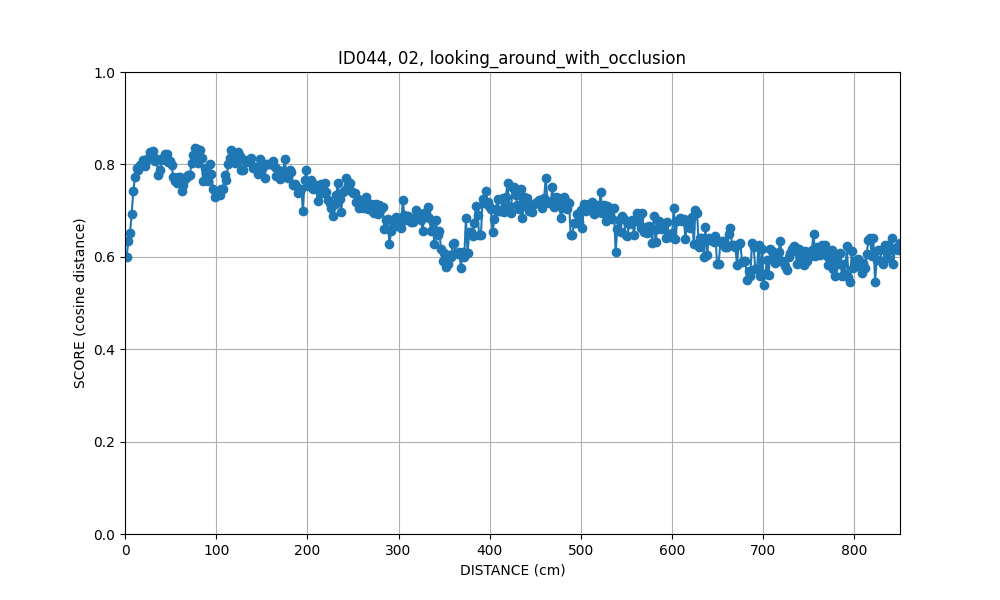 ID044, 02, looking_around_with_occlusion
1.0
0.8
0.6
0.4
0.2
0.0
SCORE (cosine distance)
0 100 200 300 400 500 600 700 800
DISTANCE (cm)